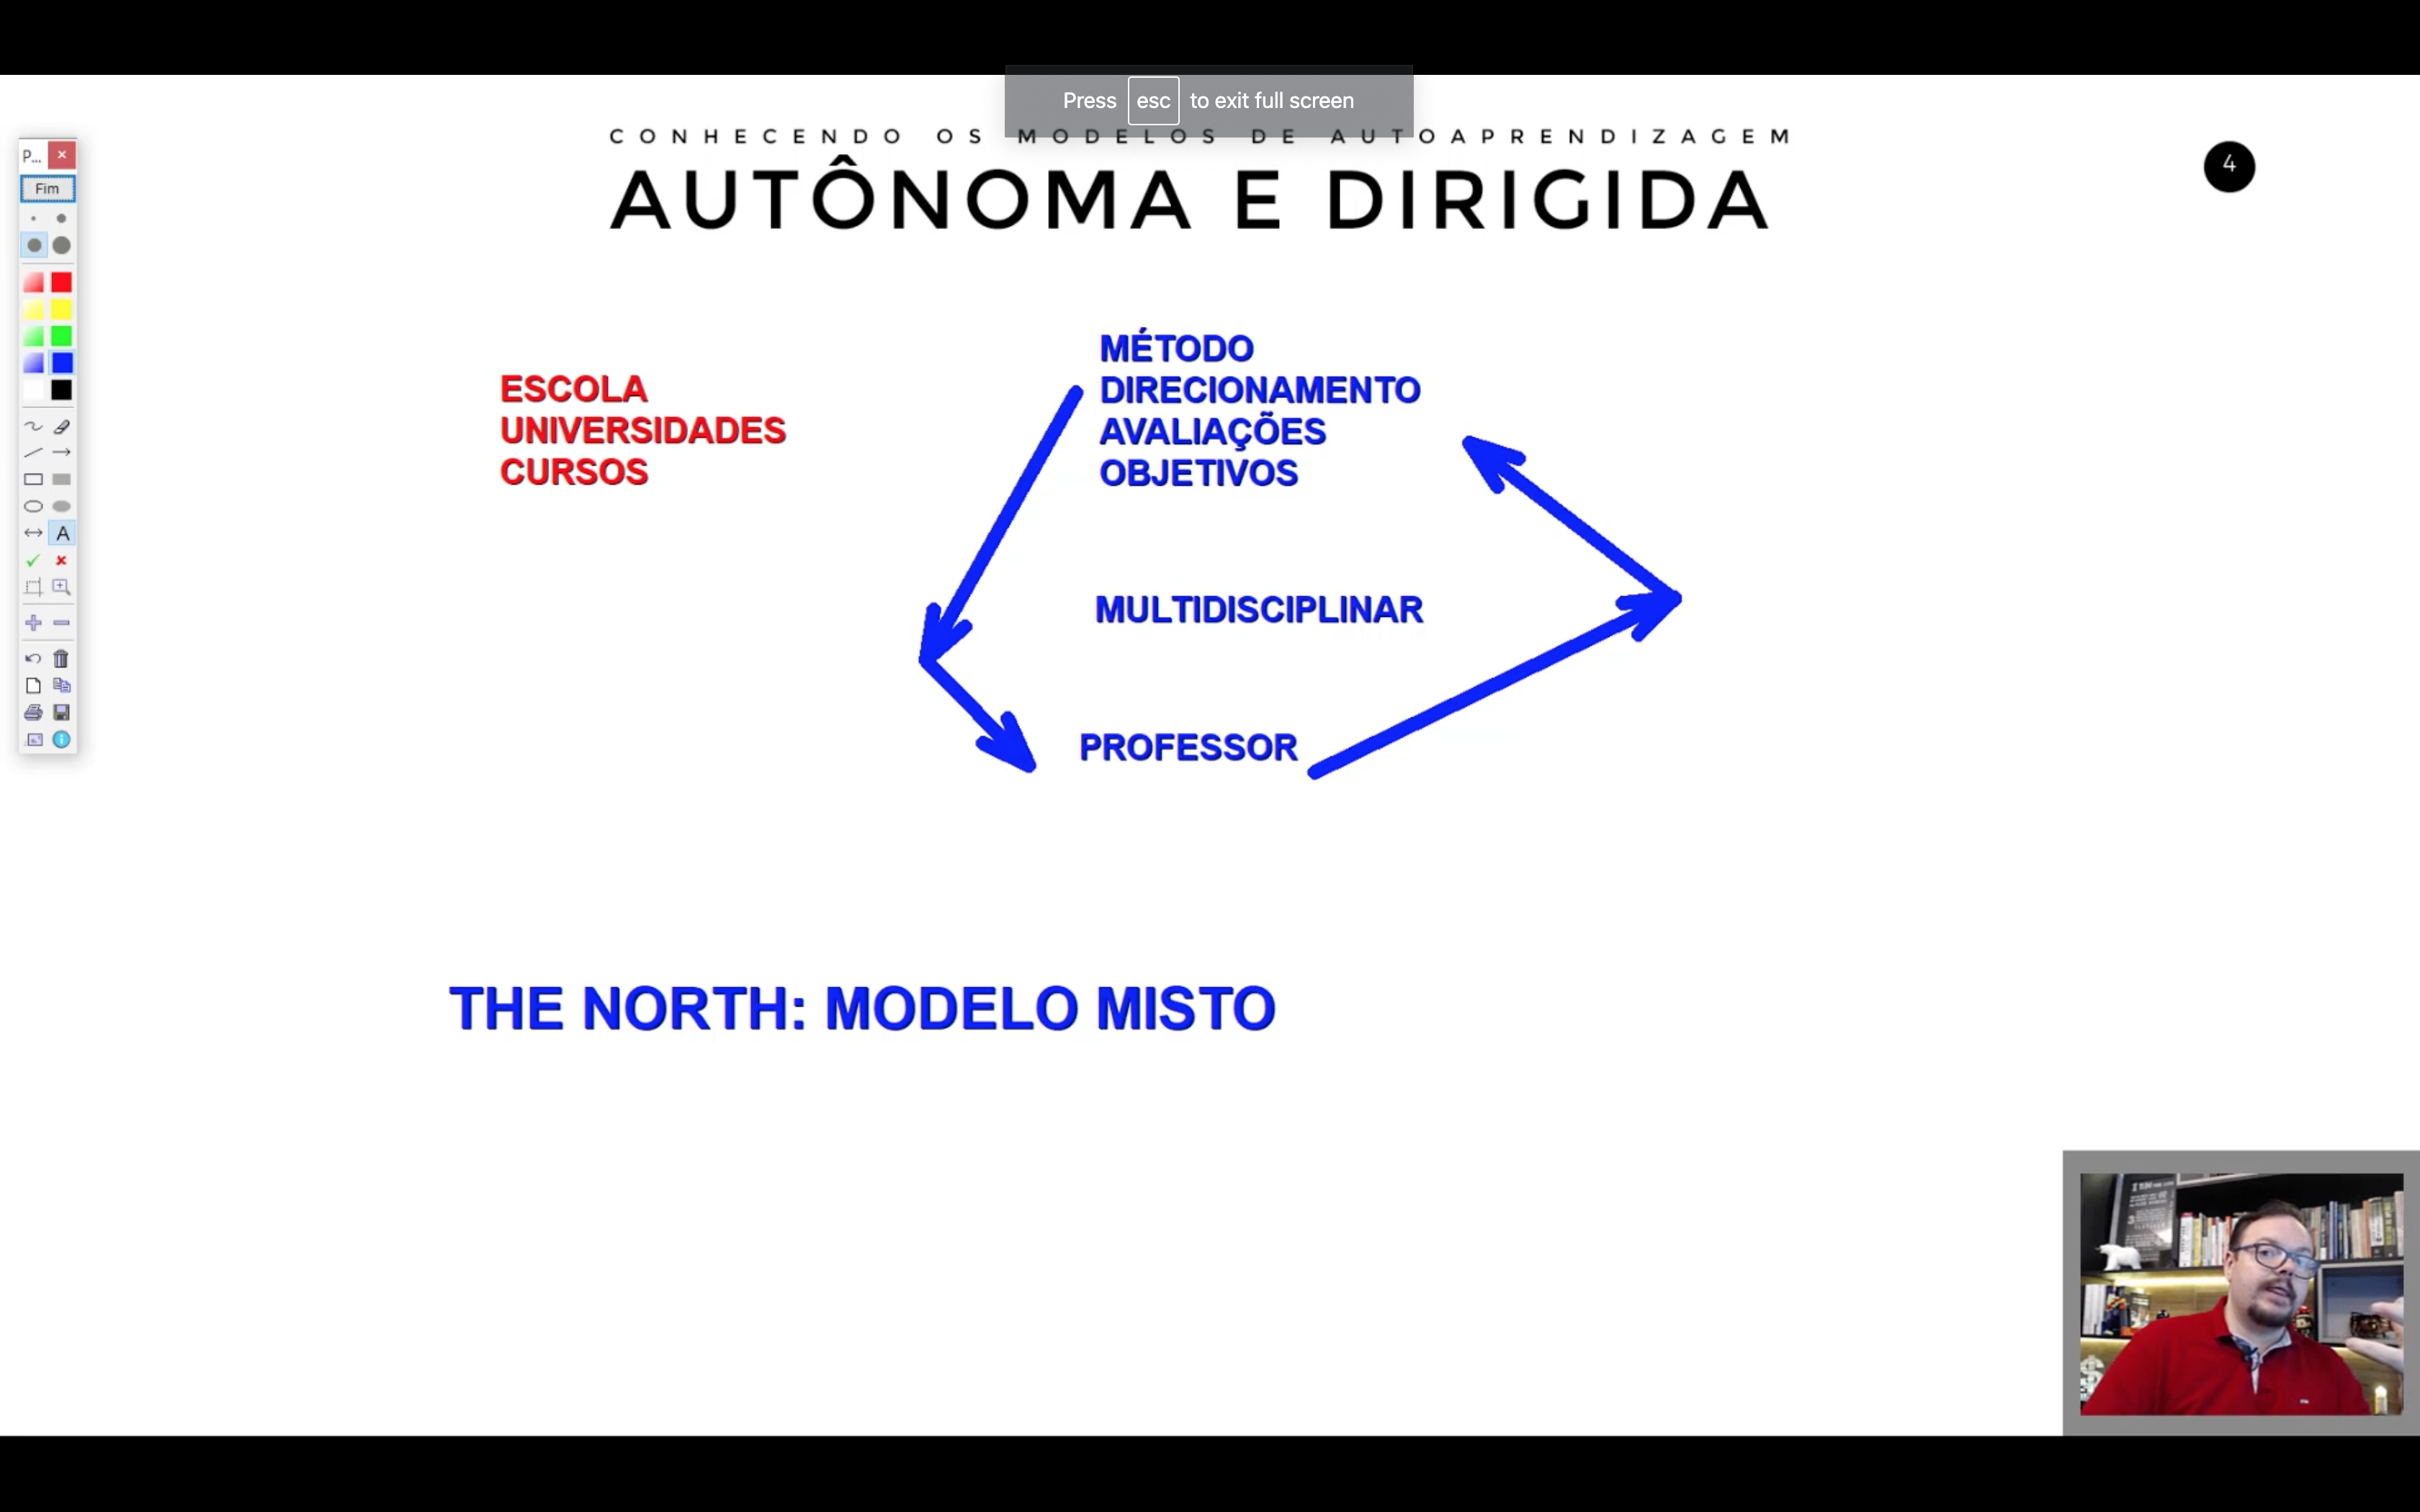 Press esc to exit full screen
CONHECENDO OS MODELOS DE AUTOAPRENDIZAGEM
AUTÔNOMA E DIRIGIDA
4
P...
Fim
A
ESCOLA
UNIVERSIDADES
CURSOS
MÉTODO
DIRECIONAMENTO
AVALIAÇÕES
OBJETIVOS
MULTIDISCIPLINAR
PROFESSOR
THE NORTH: MODELO MISTO